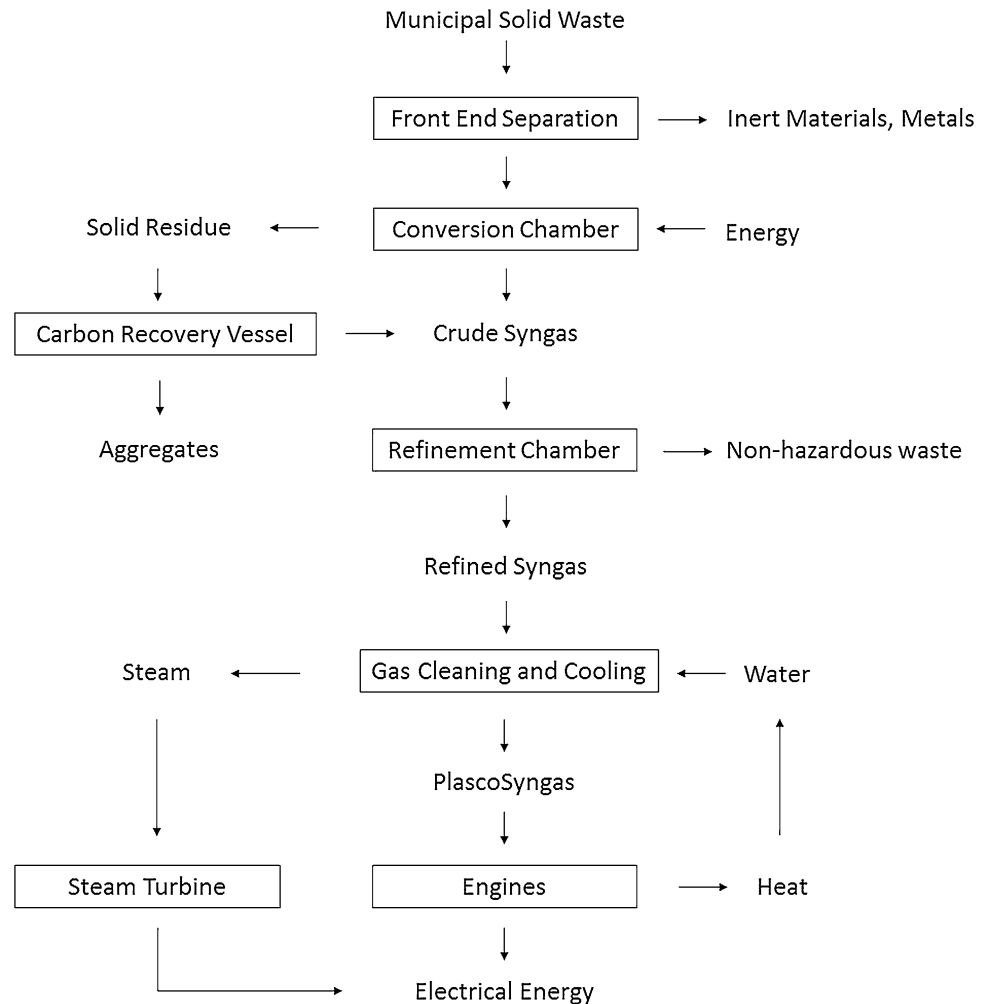 Municipal Solid Waste
Front End Separation
Inert Materials, Metals
Solid Residue
Conversion Chamber
Energy
Carbon Recovery Vessel
Crude Syngas
Aggregates
Refinement Chamber
Non-hazardous waste
Refined Syngas
Steam
Gas Cleaning and Cooling
Water
PlascoSyngas
Steam Turbine
Engines
Heat
Electrical Energy